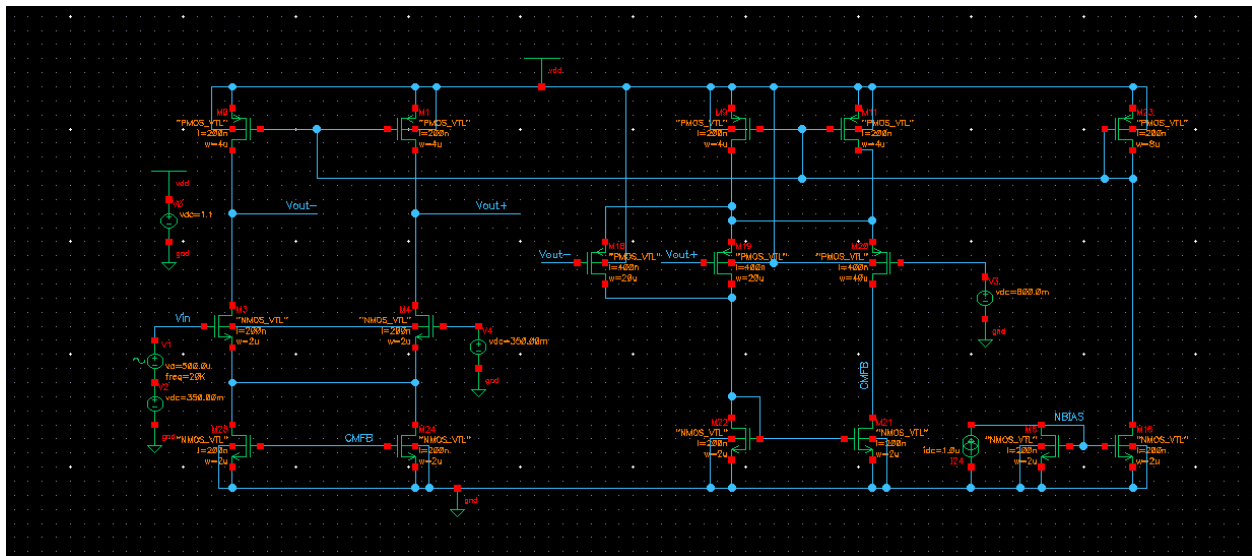 vdd
M0
"PMOS_VTL"
l=200n
w=4u
M1
"PMOS_VTL"
l=200n
w=4u
M9
"PMOS_VTL"
l=200n
w=4u
M11
"PMOS_VTL"
l=200n
w=4u
M23
"PMOS_VTL"
l=200n
w=8u
vdd
V0
vdc=1.1
gnd
Vout-
Vout+
Vout-
M18
"PMOS_VTL"
l=400n
w=20u
Vout+
M19
"PMOS_VTL"
l=400n
w=20u
M20
"PMOS_VTL"
l=400n
w=40u
V3
vdc=800.0m
gnd
Vin
M3
"NMOS_VTL"
l=200n
w=2u
M4
"NMOS_VTL"
l=200n
w=2u
V4
vdc=350.00m
gnd
V1
va=500.0u
freq=20K
V2
vdc=350.00m
gnd
CMFB
M25
"NMOS_VTL"
l=200n
w=2u
CMFB
M24
"NMOS_VTL"
l=200n
w=2u
M22
"NMOS_VTL"
l=200n
w=2u
M21
"NMOS_VTL"
l=200n
w=2u
NBIAS
idc=1.0u
I24
"NMOS_VTL"
l=200n
w=2u
M16
"NMOS_VTL"
l=200n
w=2u
gnd